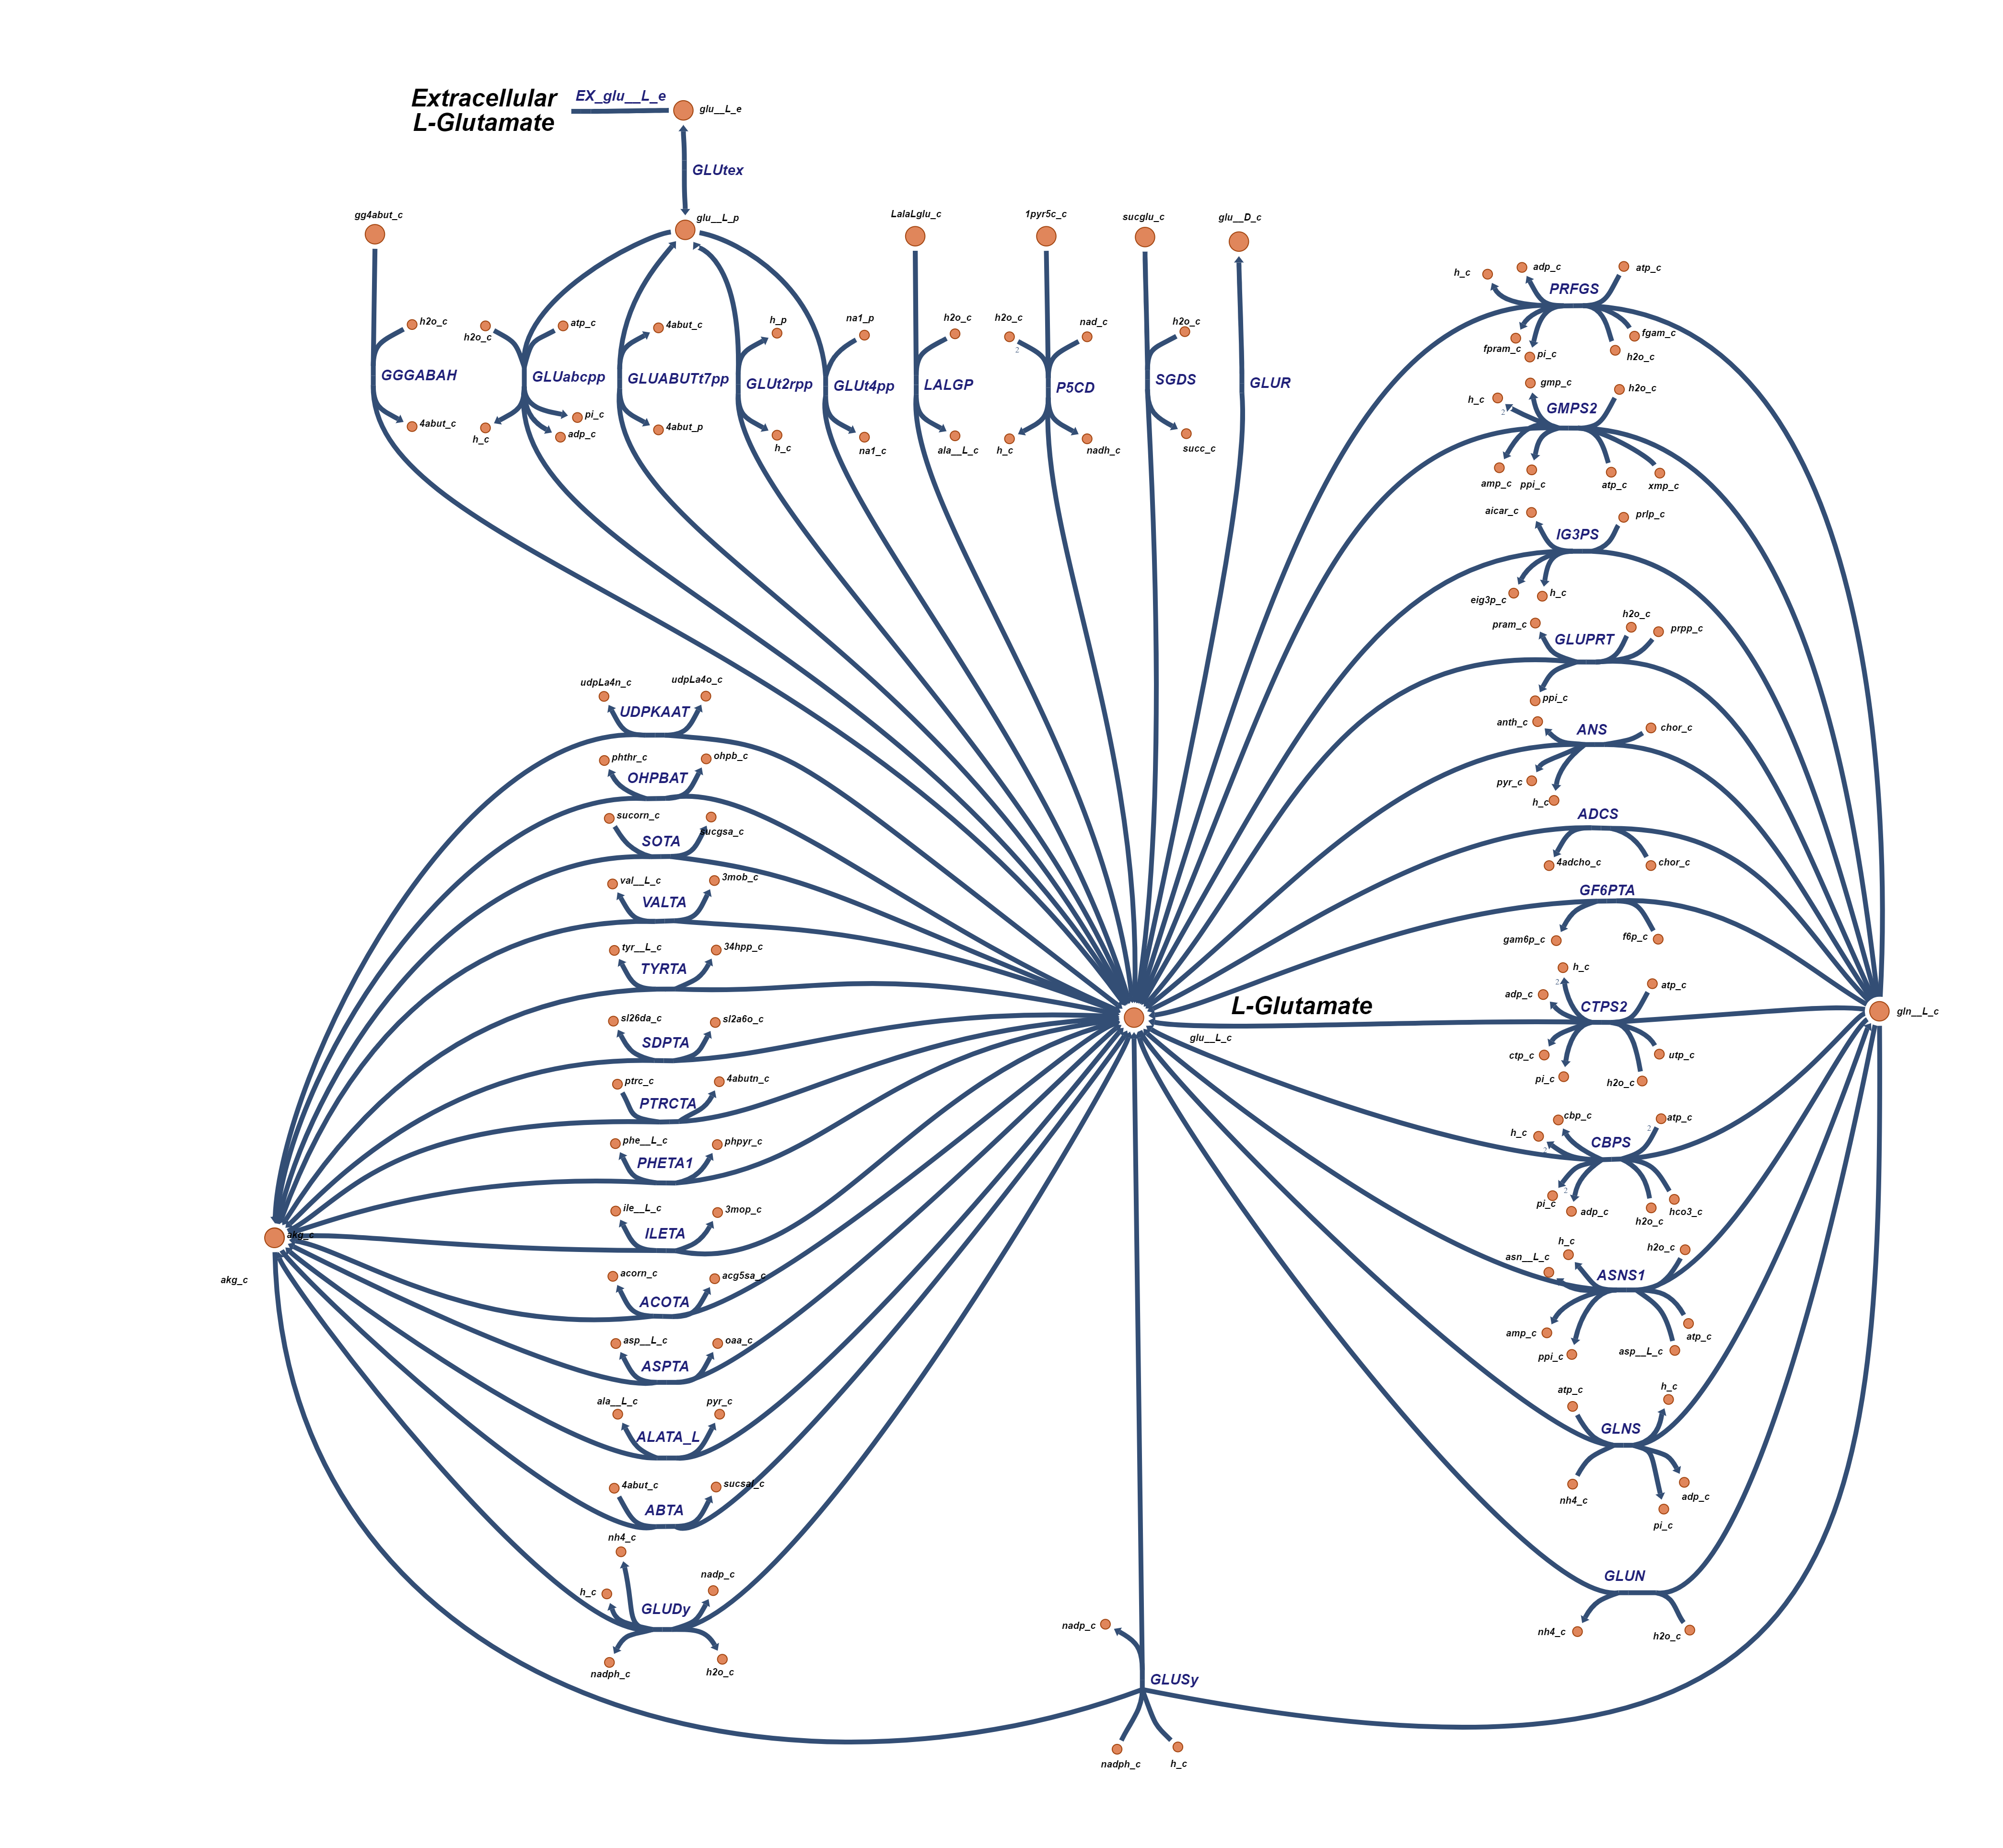 Extracellular
L-Glutamate
EX_glu__L_e
glu__L_e
GLUtex
gg4abut_c
glu__L_p
LalaLglu_c
1pyr5c_c
sucglu_c
glu__D_c
h2o_c
GGGABAH
4abut_c
h2o_c
atp_c
GLUabcpp
h_c
pi_c
adp_c
4abut_c
GLUABUTt7pp
4abut_p
h_p
GLUt2rpp
h_c
na1_p
GLUt4pp
na1_c
h2o_c
LALGP
ala__L_c
h2o_c
2
nad_c
P5CD
h_c
nadh_c
h2o_c
SGDS
succ_c
GLUR
h_c
adp_c
atp_c
PRFGS
fpram_c
pi_c
h2o_c
fgam_c
gmp_c
h2o_c
h_c
2
GMPS2
amp_c
ppi_c
atp_c
xmp_c
aicar_c
prlp_c
IG3PS
eig3p_c
h_c
pram_c
h2o_c
prpp_c
GLUPRT
ppi_c
anth_c
chor_c
ANS
pyr_c
h_c
ADCS
4adcho_c
chor_c
GF6PTA
gam6p_c
f6p_c
h_c
2
adp_c
atp_c
CTPS2
ctp_c
pi_c
h2o_c
utp_c
L-Glutamate
glu__L_c
gln__L_c
cbp_c
atp_c
2
h_c
2
CBPS
2
pi_c
adp_c
h2o_c
hco3_c
h_c
h2o_c
asn__L_c
ASNS1
amp_c
ppi_c
asp__L_c
atp_c
atp_c
h_c
GLNS
nh4_c
adp_c
pi_c
GLUN
nh4_c
h2o_c
udpLa4n_c
udpLa4o_c
UDPKAAT
phthr_c
ohpb_c
OHPBAT
sucorn_c
sucgsa_c
SOTA
val__L_c
3mob_c
VALTA
tyr__L_c
34hpp_c
TYRTA
sl26da_c
sl2a6o_c
SDPTA
ptrc_c
4abutn_c
PTRCTA
phe__L_c
phpyr_c
PHETA1
ile__L_c
3mop_c
ILETA
akg_c
akg_c
acorn_c
acg5sa_c
ACOTA
asp__L_c
oaa_c
ASPTA
ala__L_c
pyr_c
ALATA_L
4abut_c
sucsal_c
ABTA
nh4_c
h_c
nadp_c
GLUDy
nadph_c
h2o_c
nadp_c
GLUSy
nadph_c
h_c